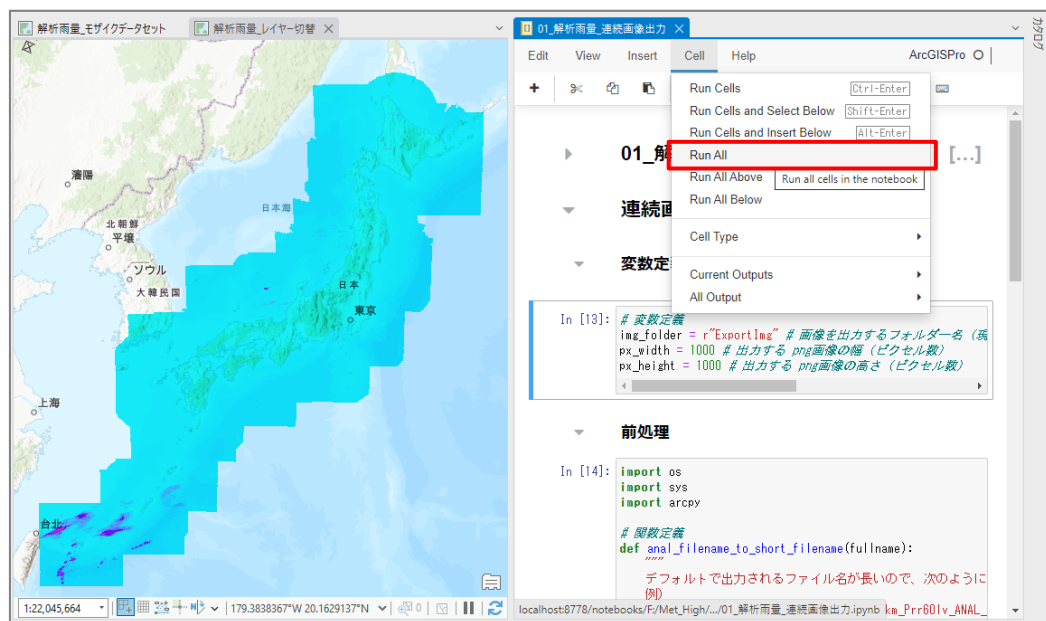 解析雨量_モザイクデータセット
解析雨量_レイヤー切替
瀋陽
北朝鮮
平壌
ソウル
大韓民国
日本海
日本
東京
上海
台北
1:22,045,664
179.3838367°W 20.1629137°N
0
01_解析雨量_連続画像出力
カタログ
Edit View Insert Cell Help
ArcGISPro
Run Cells Ctrl-Enter
Run Cells and Select Below Shift-Enter
Run Cells and Insert Below Alt-Enter
Run All
Run All Above
Run all cells in the notebook
Run All Below
Cell Type
Current Outputs
All Output
01_解
[...]
連続画
変数定
In [13]:
# 変数定義
img_folder = r"ExportImg" # 画像を出力するフォルダー名（現
px_width = 1000 # 出力する png画像の幅（ピクセル数）
px_height = 1000 # 出力する png画像の高さ（ピクセル数）
前処理
In [14]:
import os
import sys
import arcpy
# 関数定義
def anal_filename_to_short_filename(fullname):
"""
デフォルトで出力されるファイル名が長いので、次のように
例）
localhost:8778/notebooks/F:/Met_High/.../01_解析雨量_連続画像出力.ipynb
km_Prr60lv_ANAL_